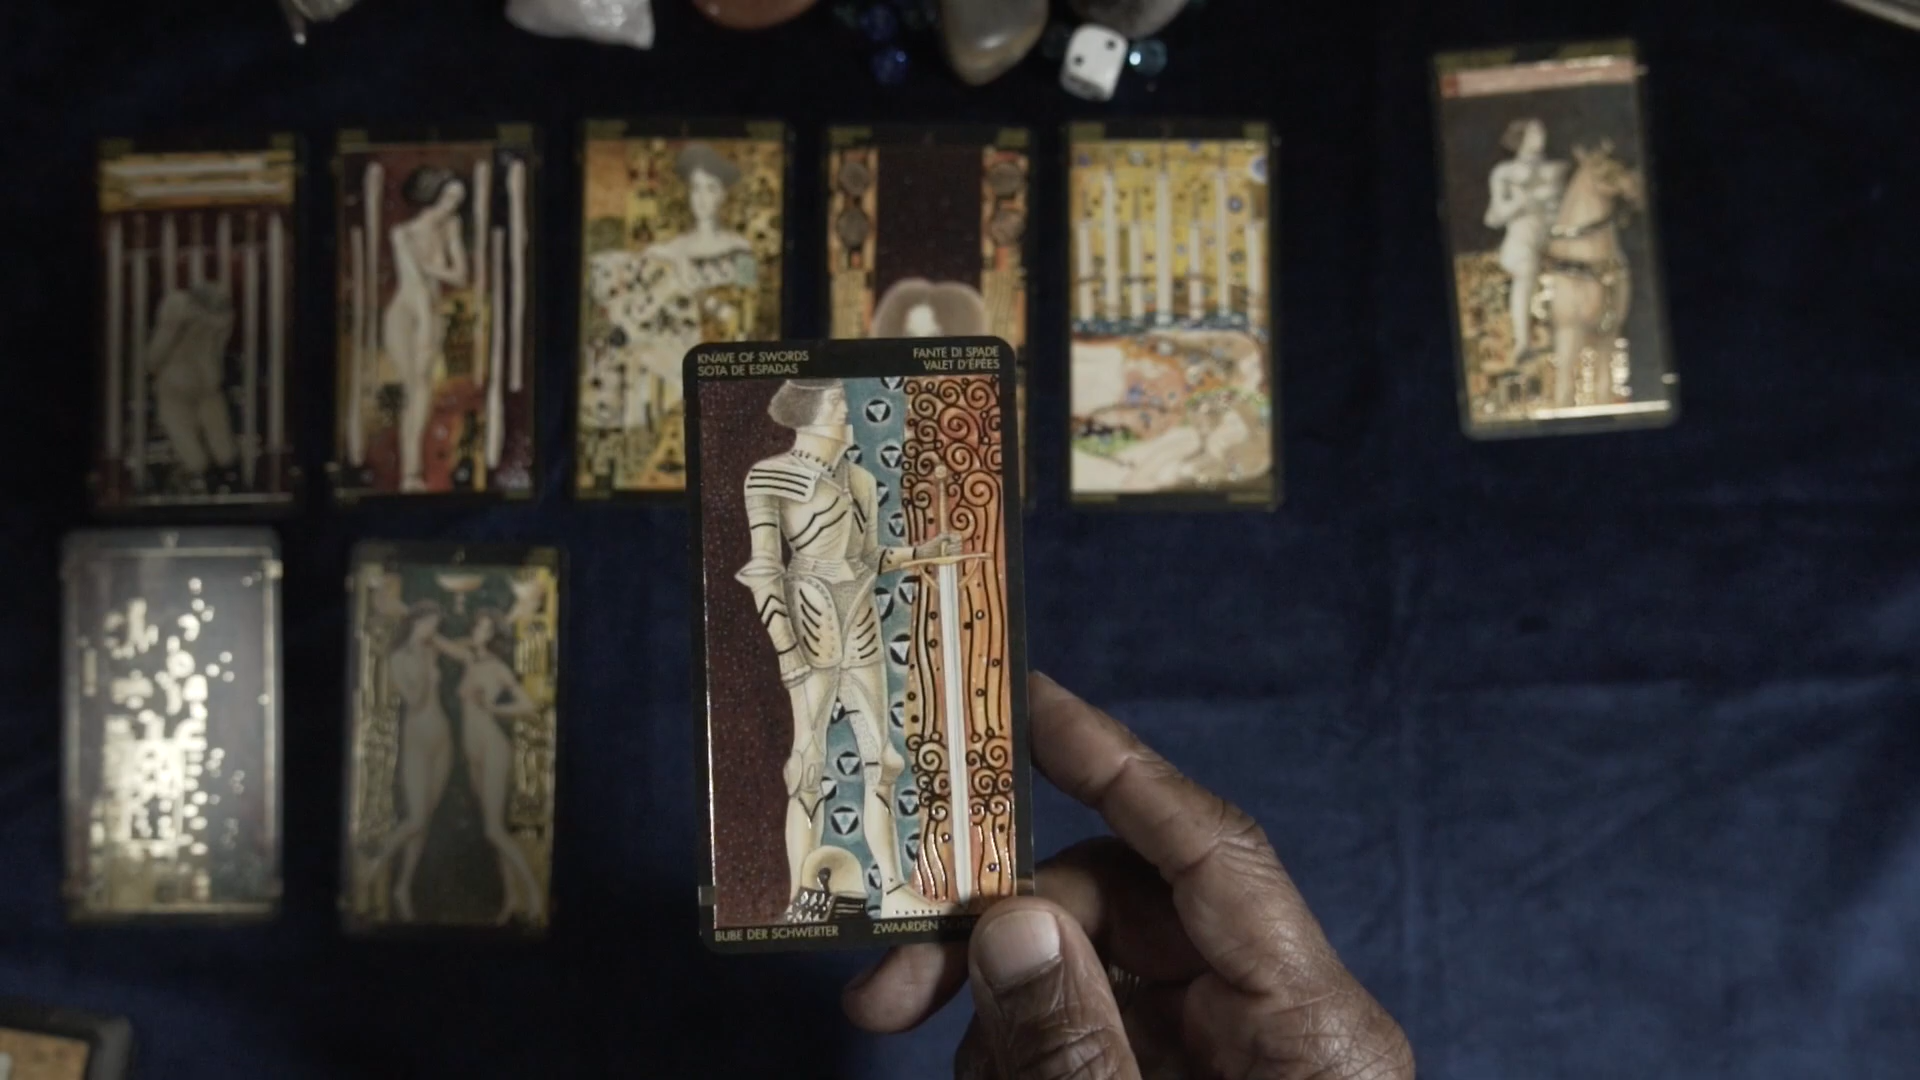 KNAVE OF SWORDS
SOTA DE ESPADAS
FANTE DI SPADE
VALET D'ÉPÉES
BUBE DER SCHWERTER
ZWAARDEN